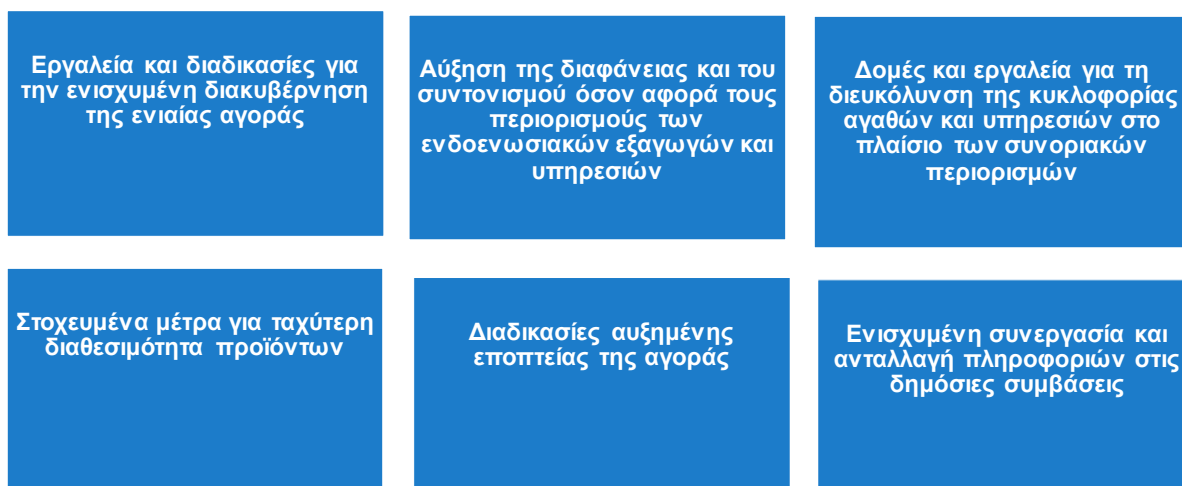 Εργαλεία και διαδικασίες για
την ενισχυμένη διακυβέρνηση
της ενιαίας αγοράς
Αύξηση της διαφάνειας και του
συντονισμού όσον αφορά τους
περιορισμούς των
ενδοενωσιακών εξαγωγών και
υπηρεσιών
Δομές και εργαλεία για τη
διευκόλυνση της κυκλοφορίας
αγαθών και υπηρεσιών στο
πλαίσιο των συνοριακών
περιορισμών
Στοχευμένα μέτρα για ταχύτερη
διαθεσιμότητα προϊόντων
Διαδικασίες αυξημένης
εποπτείας της αγοράς
Ενισχυμένη συνεργασία και
ανταλλαγή πληροφοριών στις
δημόσιες συμβάσεις